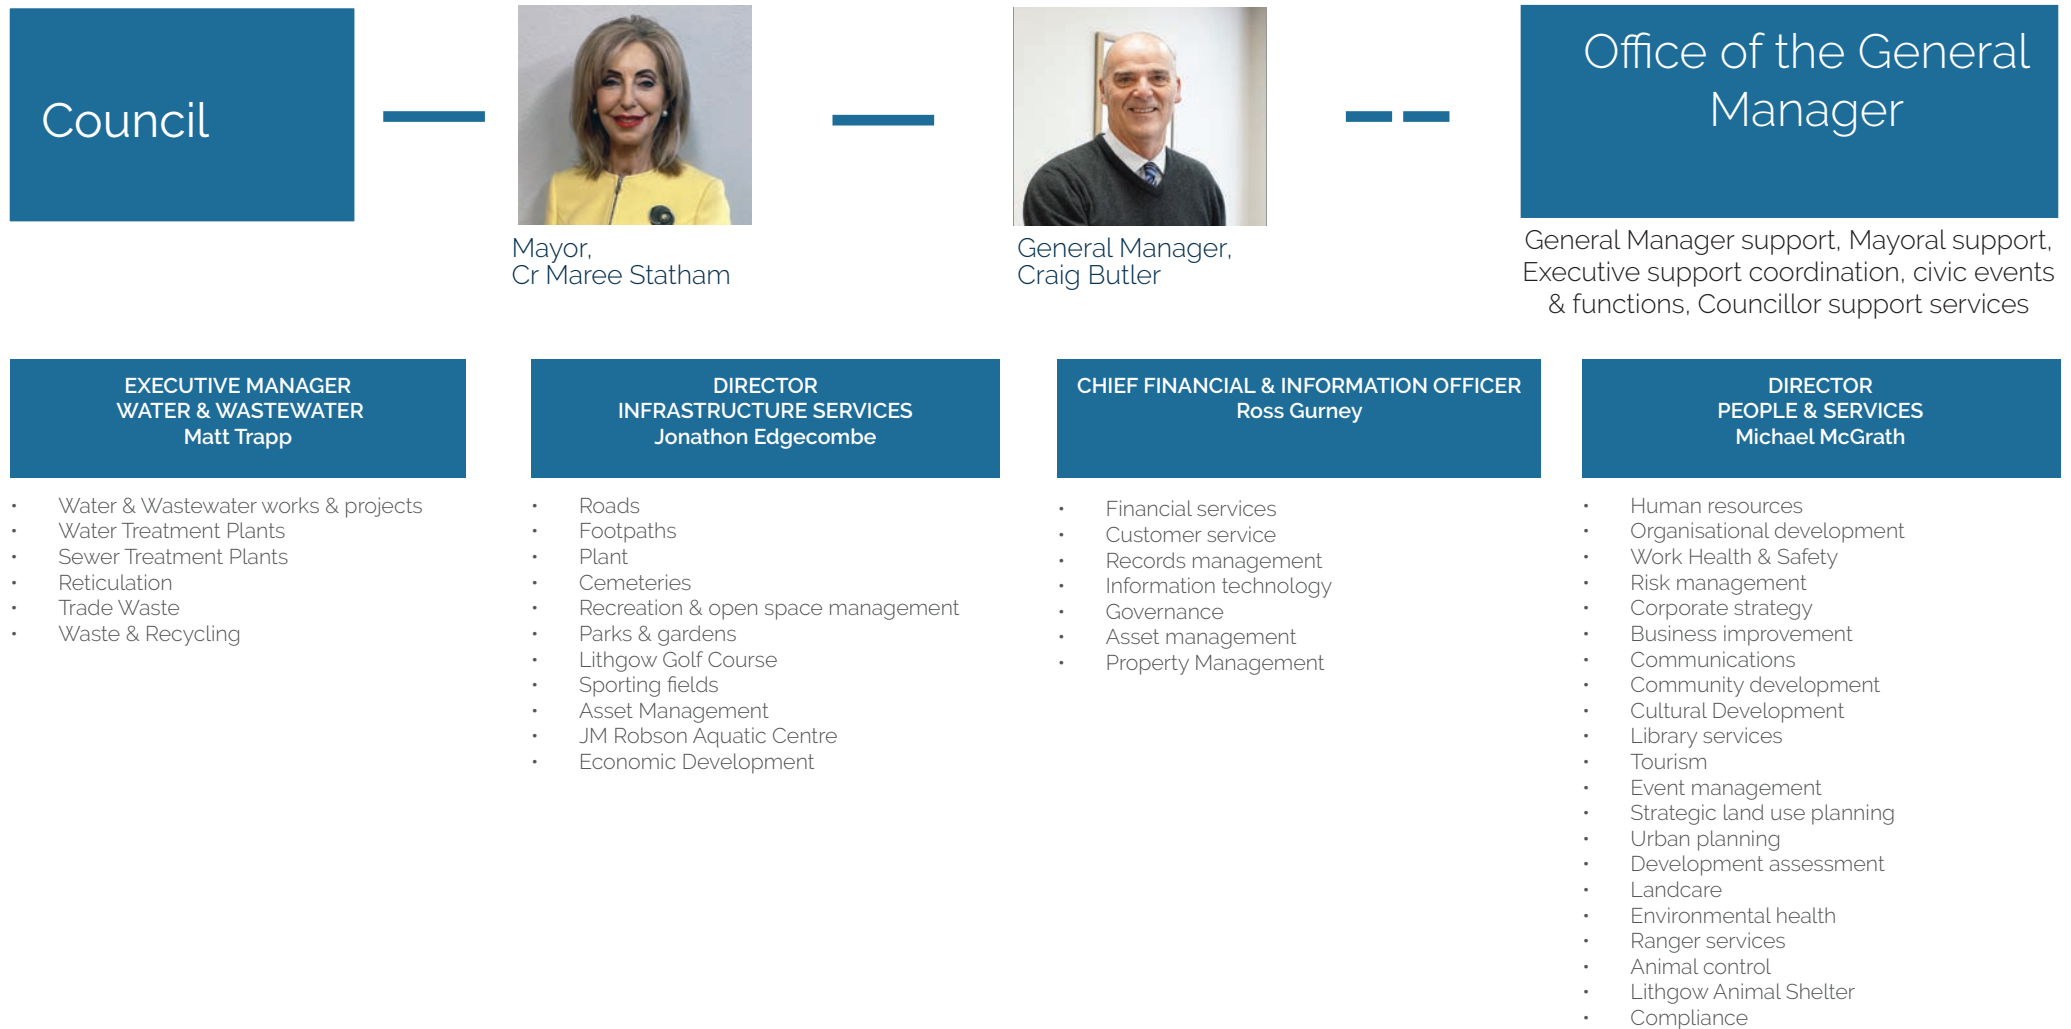 Council
Mayor,
Cr Maree Statham
General Manager,
Craig Butler
Office of the General
Manager
General Manager support, Mayoral support,
Executive support coordination, civic events
& functions, Councillor support services
EXECUTIVE MANAGER
WATER & WASTEWATER
Matt Trapp
• Water & Wastewater works & projects
• Water Treatment Plants
• Sewer Treatment Plants
• Reticulation
• Trade Waste
• Waste & Recycling
DIRECTOR
INFRASTRUCTURE SERVICES
Jonathon Edgecombe
• Roads
• Footpaths
• Plant
• Cemeteries
• Recreation & open space management
• Parks & gardens
• Lithgow Golf Course
• Sporting fields
• Asset Management
• JM Robson Aquatic Centre
• Economic Development
CHIEF FINANCIAL & INFORMATION OFFICER
Ross Gurney
• Financial services
• Customer service
• Records management
• Information technology
• Governance
• Asset management
• Property Management
DIRECTOR
PEOPLE & SERVICES
Michael McGrath
• Human resources
• Organisational development
• Work Health & Safety
• Risk management
• Corporate strategy
• Business improvement
• Communications
• Community development
• Cultural Development
• Library services
• Tourism
• Event management
• Strategic land use planning
• Urban planning
• Development assessment
• Landcare
• Environmental health
• Ranger services
• Animal control
• Lithgow Animal Shelter
• Compliance